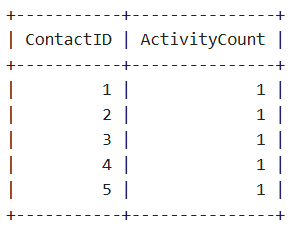 +-----------+---------------+
| ContactID | ActivityCount |
+-----------+---------------+
|         1 |             1 |
|         2 |             1 |
|         3 |             1 |
|         4 |             1 |
|         5 |             1 |
+-----------+---------------+